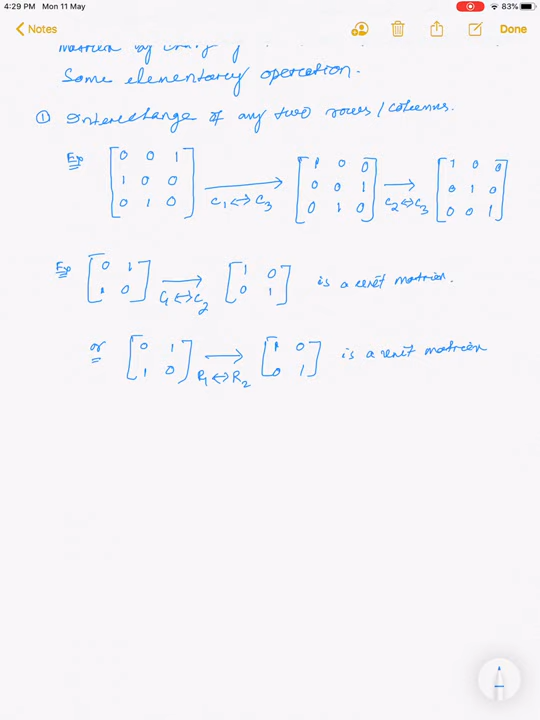 4:29 PM Mon 11 May 83%
Notes Done
by
Some elementary operation.
① Interchange of any two rows/columns.
Exp [0 0 1; 1 0 0; 0 1 0] → C1↔C3 [1 0 0; 0 0 1; 0 1 0] → C2↔C3 [1 0 0; 0 1 0; 0 0 1]
Exp [0 1; 1 0] → C1↔C2 [1 0; 0 1] is a unit matrix.
or [0 1; 1 0] → R1↔R2 [1 0; 0 1] is a unit matrix